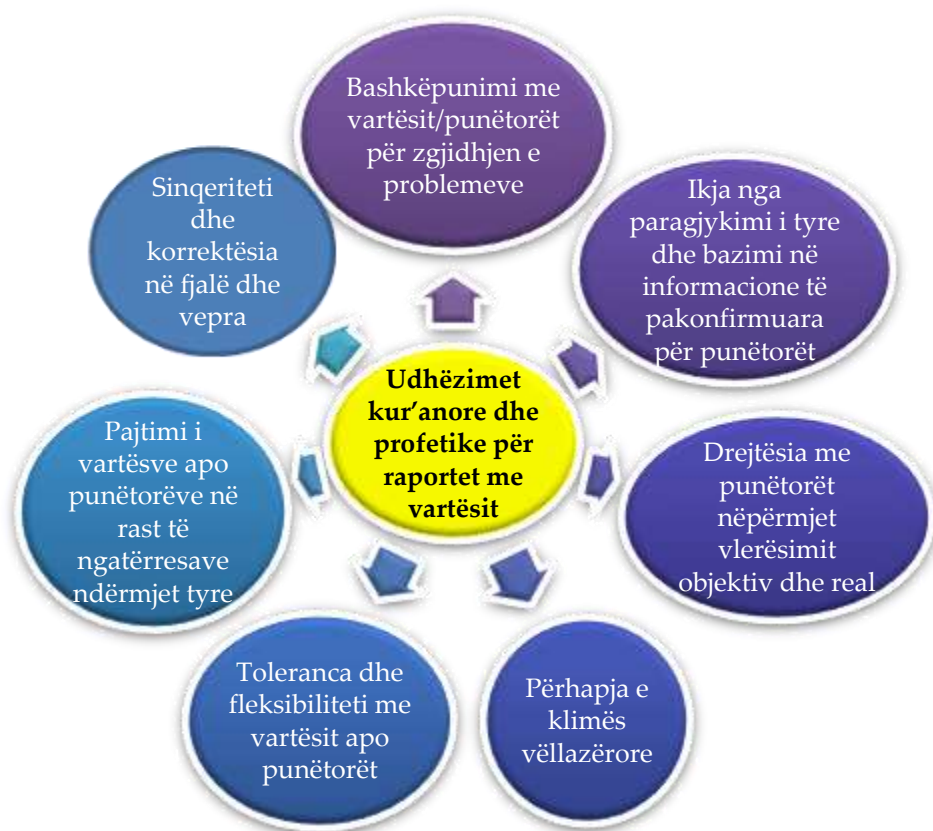 Bashkëpunimi me
vartësit/punëtorët
për zgjidhjen e
problemeve
Ikja nga
paragjykimi i tyre
dhe bazimi në
informacione të
pakonfirmuara
për punëtorët
Drejtësia me
punëtorët
nëpërmjet
vlerësimit
objektiv dhe real
Përhapja e
klimës
vëllazërore
Toleranca dhe
fleksibiliteti me
vartësit apo
punëtorët
Pajtimi i
vartësve apo
punëtorëve në
rast të
ngatërresave
ndërmjet tyre
Sinqeriteti
dhe
korrektësia
në fjalë dhe
vepra
Udhëzimet
kur’anore dhe
profetike për
raportet me
vartësit